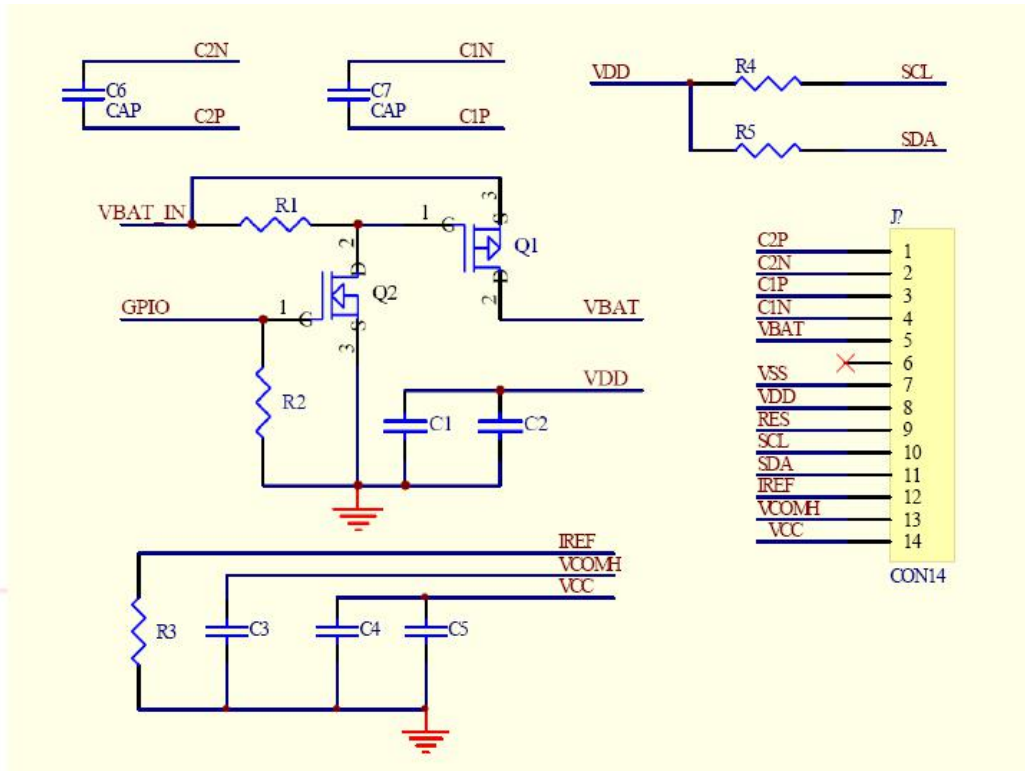 C2N
C6
CAP
C2P
C1N
C7
CAP
C1P
VDD
R4
SCL
R5
SDA
VBAT_IN
R1
1
G
3
S
Q1
D
2
VBAT
2
D
Q2
GPIO
1
G
S
3
R2
VDD
C1
C2
J?
C2P
1
C2N
2
C1P
3
C1N
4
VBAT
5
6
VSS
7
VDD
8
RES
9
SCL
10
SDA
11
IREF
12
VCOMH
13
VCC
14
CON14
IREF
VCOMH
VCC
R3
C3
C4
C5